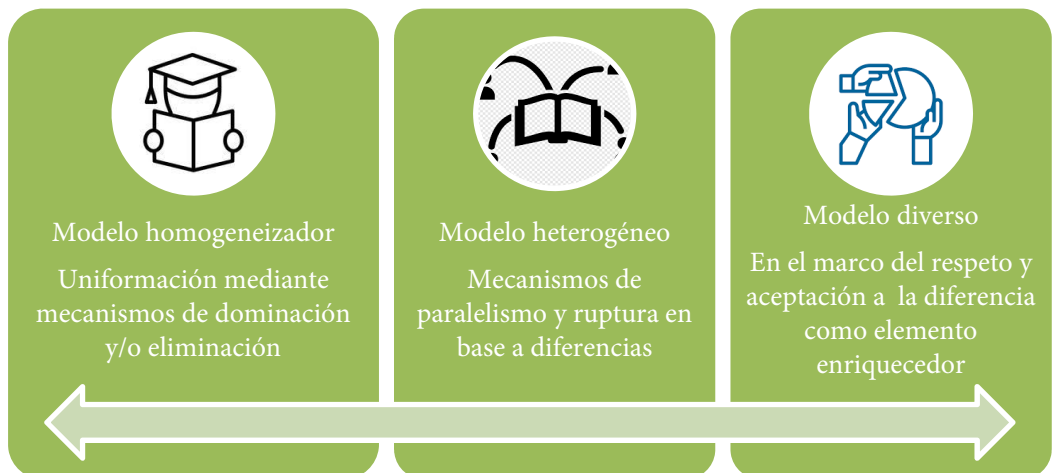 Modelo homogeneizador
Uniformación mediante
mecanismos de dominación
y/o eliminación
Modelo heterogéneo
Mecanismos de
paralelismo y ruptura en
base a diferencias
Modelo diverso
En el marco del respeto y
aceptación a la diferencia
como elemento
enriquecedor